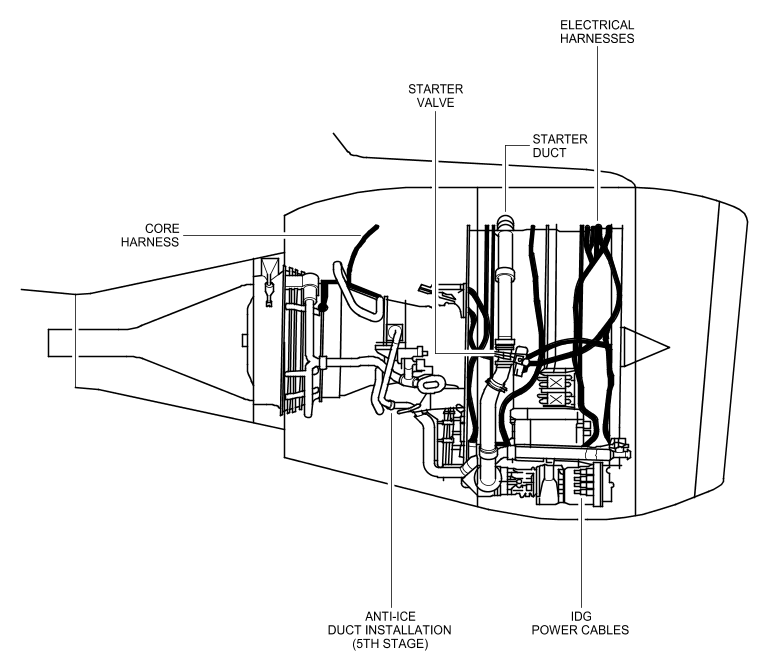 ELECTRICAL
HARNESSES
STARTER
VALVE
STARTER
DUCT
CORE
HARNESS
ANTI-ICE
DUCT INSTALLATION
(5TH STAGE)
IDG
POWER CABLES